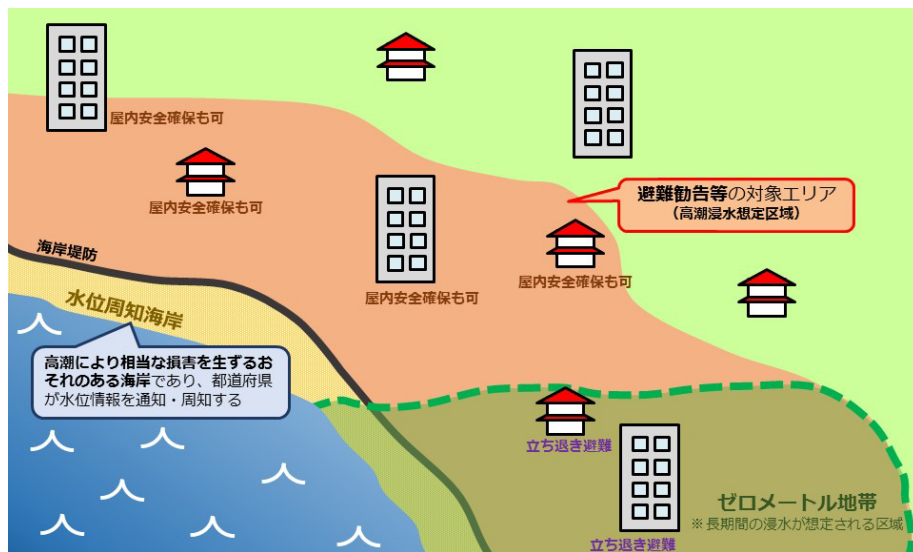 屋内安全確保も可
屋内安全確保も可
避難勧告等の対象エリア
（高潮浸水想定区域）
海岸堤防
屋内安全確保も可
屋内安全確保も可
水位周知海岸
高潮により相当な損害を生ずるお
それのある海岸であり、都道府県
が水位情報を通知・周知する
立ち退き避難
ゼロメートル地帯
※長期間の浸水が想定される区域
立ち退き避難